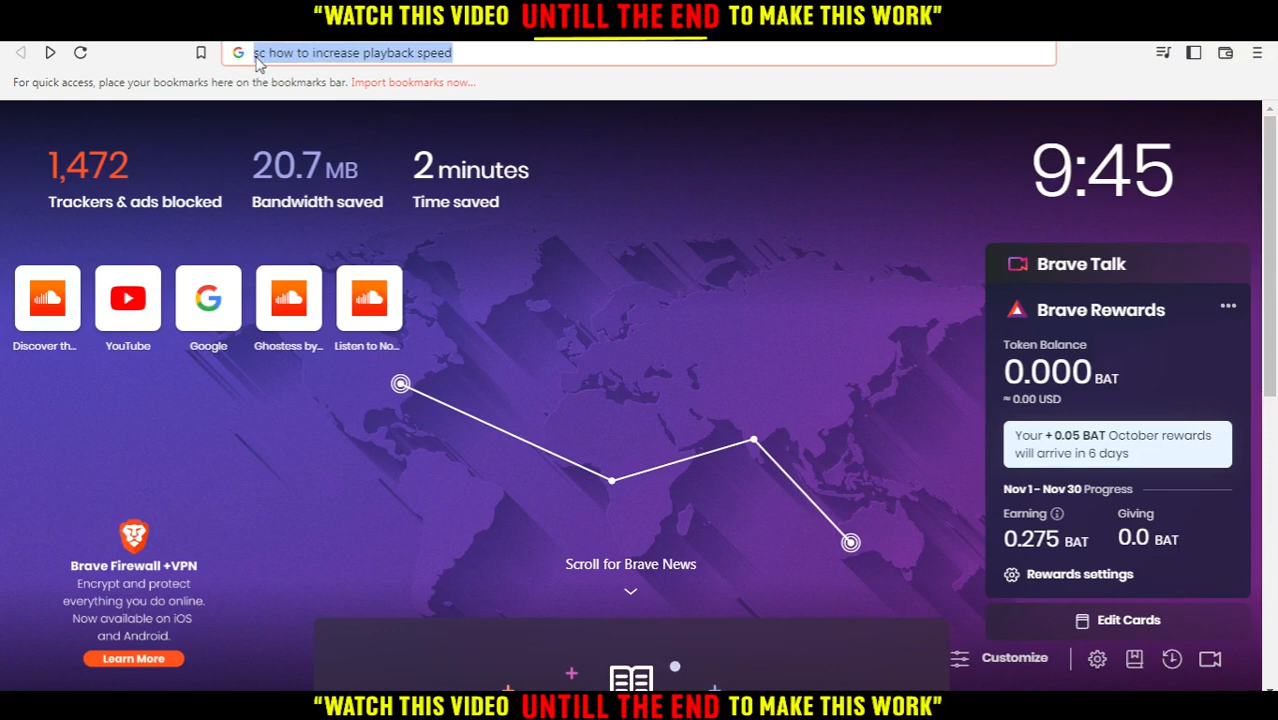 “WATCH THIS VIDEO UNTILL THE END TO MAKE THIS WORK”
sc how to increase playback speed
For quick access, place your bookmarks here on the bookmarks bar. Import bookmarks now...
1,472
Trackers & ads blocked
20.7 MB
Bandwidth saved
2 minutes
Time saved
9:45
Discover th...
YouTube
Google
Ghostess by...
Listen to No...
Brave Talk
Brave Rewards
Token Balance
0.000 BAT
≈ 0.00 USD
Your +0.05 BAT October rewards
will arrive in 6 days
Nov 1 – Nov 30 Progress
Earning
0.275 BAT
Giving
0.0 BAT
Rewards settings
Edit Cards
Brave Firewall +VPN
Encrypt and protect
everything you do online.
Now available on iOS
and Android.
Learn More
Scroll for Brave News
Customize
“WATCH THIS VIDEO UNTILL THE END TO MAKE THIS WORK”